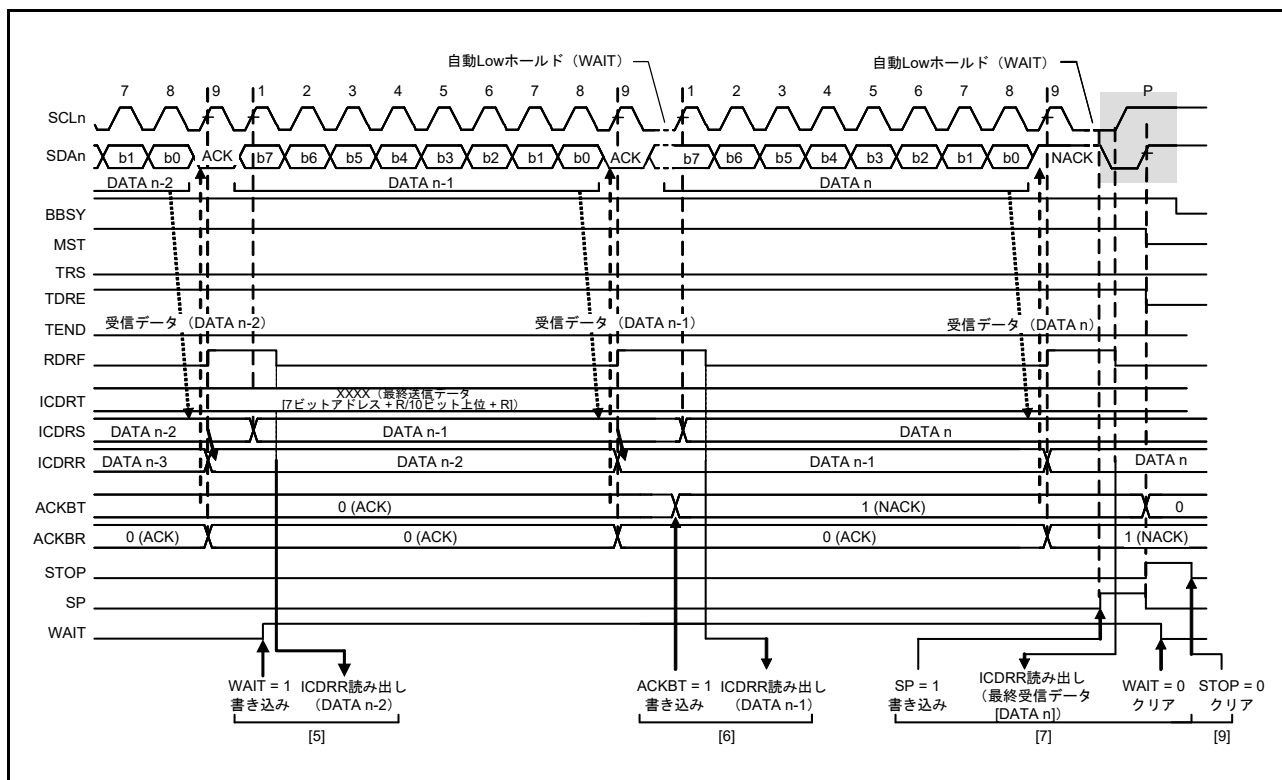 自動Lowホールド（WAIT）
自動Lowホールド（WAIT）
7 8 9 1 2 3 4 5 6 7 8 9 1 2 3 4 5 6 7 8 9 P
SCLn
SDAn b1 b0 ACK b7 b6 b5 b4 b3 b2 b1 b0 ACK b7 b6 b5 b4 b3 b2 b1 b0 NACK
DATA n-2 DATA n-1 DATA n
BBSY
MST
TRS
TDRE
受信データ（DATA n-2） 受信データ（DATA n-1） 受信データ（DATA n）
TEND
RDRF
XXXX（最終送信データ
ICDRT
[7ビットアドレス + R/10ビット上位 + R]）
ICDRS DATA n-2 DATA n-1 DATA n
ICDRR DATA n-3 DATA n-2 DATA n-1 DATA n
ACKBT 0 (ACK) 1 (NACK) 0
ACKBR 0 (ACK) 0 (ACK) 0 (ACK) 1 (NACK)
STOP
SP
WAIT
WAIT = 1
書き込み
ICDRR読み出し
（DATA n-2）
[5]
ACKBT = 1
書き込み
ICDRR読み出し
（DATA n-1）
[6]
SP = 1
書き込み
ICDRR読み出し
（最終受信データ
[DATA n]）
WAIT = 0
クリア
[7]
STOP = 0
クリア
[9]